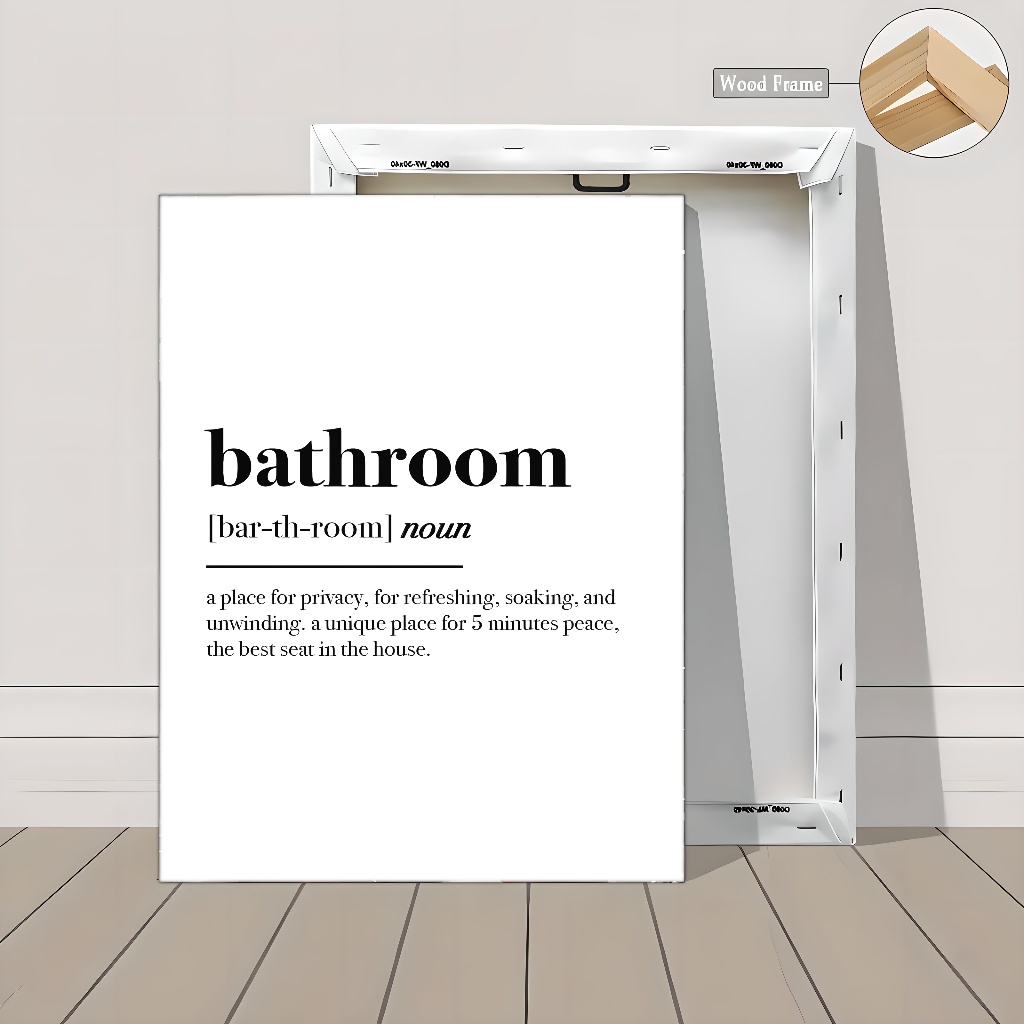 Wood Frame
bathroom
[bar-th-room] noun
a place for privacy, for refreshing, soaking, and
unwinding. a unique place for 5 minutes peace,
the best seat in the house.